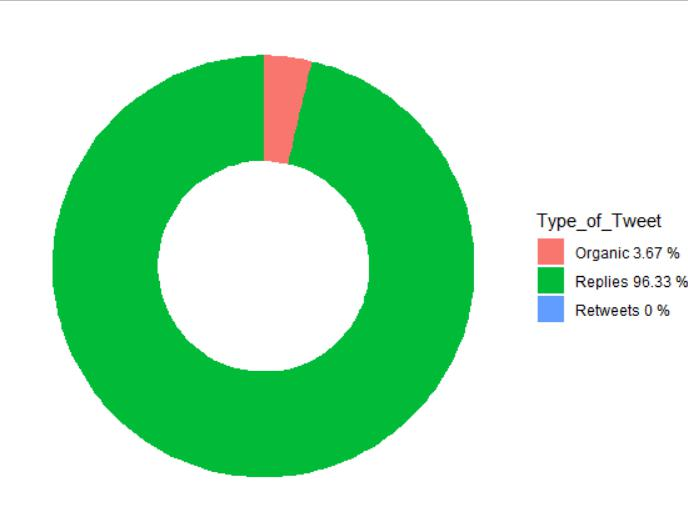 Type_of_Tweet
Organic 3.67 %
Replies 96.33 %
Retweets 0 %